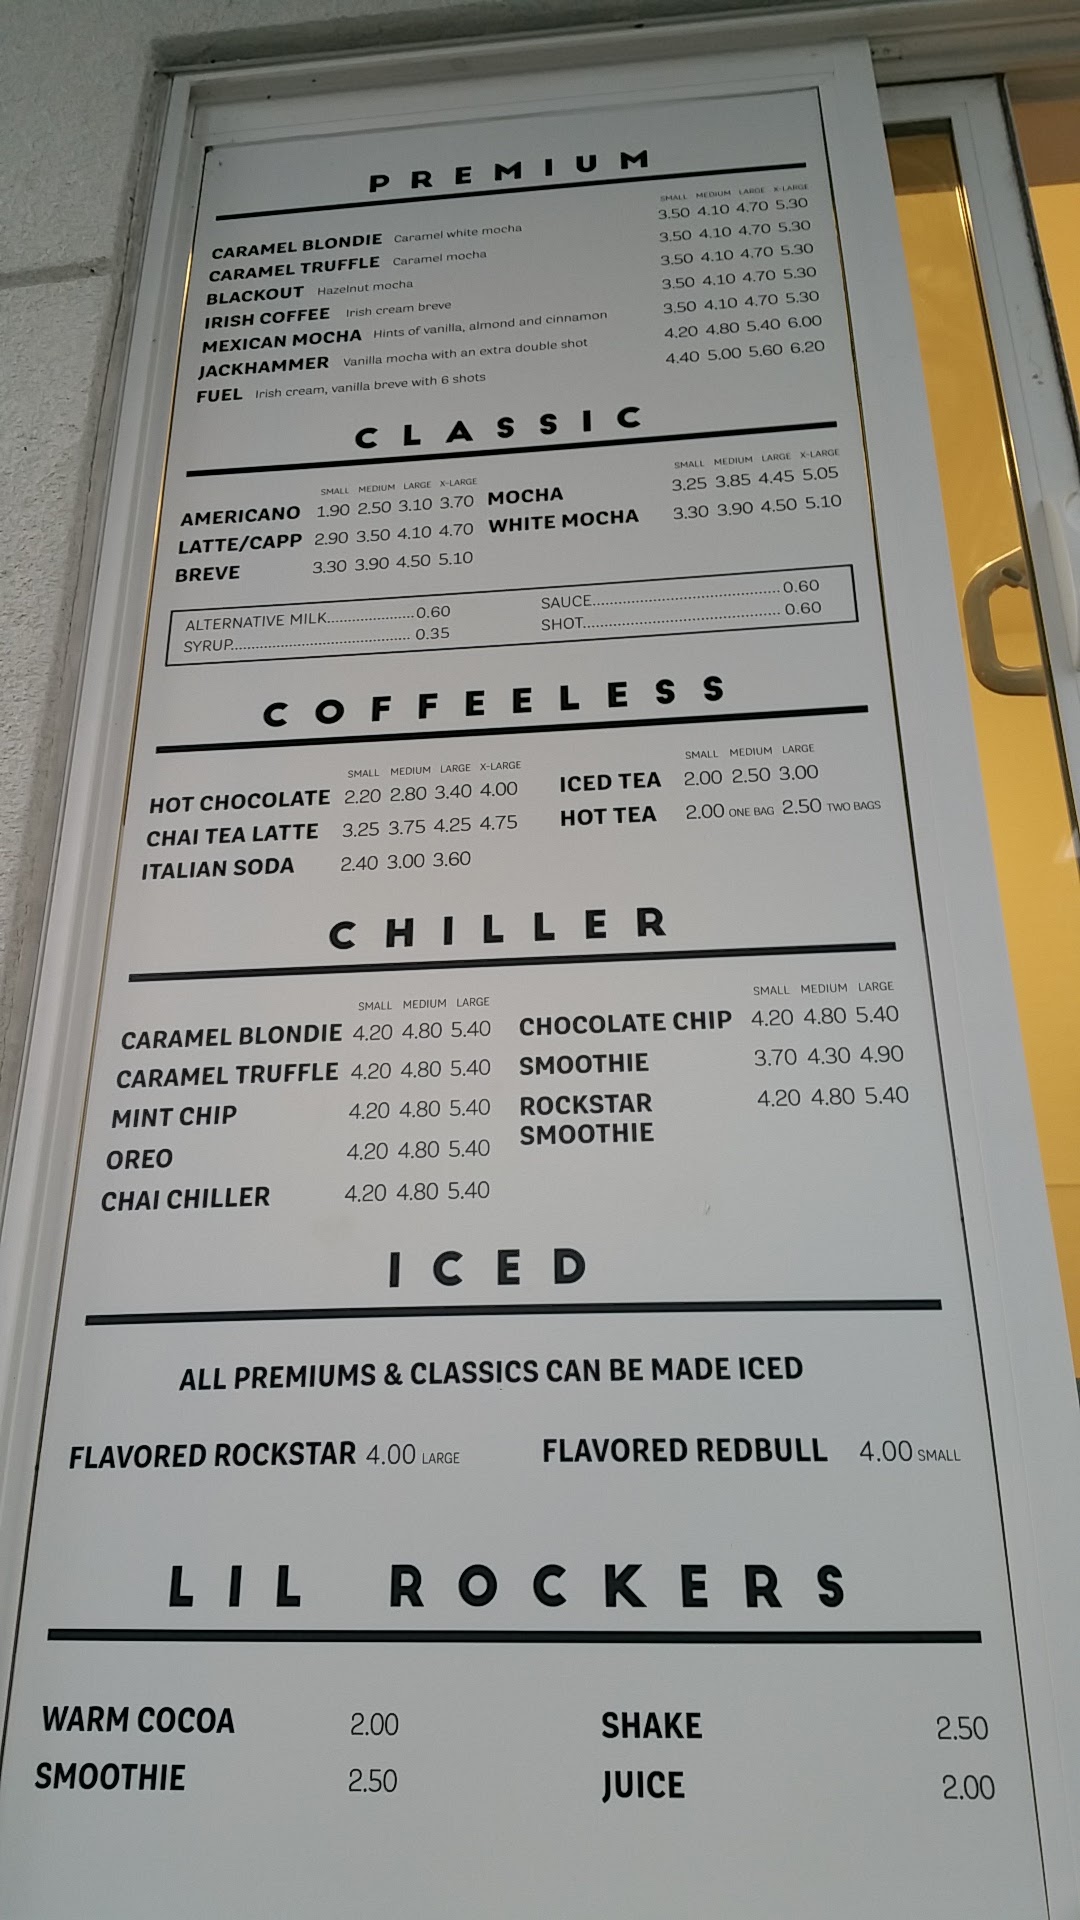 PREMIUM
SMALL MEDIUM LARGE X-LARGE
CARAMEL BLONDIE Caramel white mocha 3.50 4.10 4.70 5.30
CARAMEL TRUFFLE Caramel mocha 3.50 4.10 4.70 5.30
BLACKOUT Hazelnut mocha 3.50 4.10 4.70 5.30
IRISH COFFEE Irish cream breve 3.50 4.10 4.70 5.30
MEXICAN MOCHA Hints of vanilla, almond and cinnamon 3.50 4.10 4.70 5.30
JACKHAMMER Vanilla mocha with an extra double shot 4.20 4.80 5.40 6.00
FUEL Irish cream, vanilla breve with 6 shots 4.40 5.00 5.60 6.20
CLASSIC
SMALL MEDIUM LARGE X-LARGE
AMERICANO 1.90 2.50 3.10 3.70
LATTE/CAPP 2.90 3.50 4.10 4.70
BREVE 3.30 3.90 4.50 5.10
SMALL MEDIUM LARGE X-LARGE
MOCHA 3.25 3.85 4.45 5.05
WHITE MOCHA 3.30 3.90 4.50 5.10
ALTERNATIVE MILK.....................0.60
SYRUP........................................... 0.35
SAUCE.............................................0.60
SHOT............................................... 0.60
COFFEELESS
SMALL MEDIUM LARGE X-LARGE
HOT CHOCOLATE 2.20 2.80 3.40 4.00
CHAI TEA LATTE 3.25 3.75 4.25 4.75
ITALIAN SODA 2.40 3.00 3.60
SMALL MEDIUM LARGE
ICED TEA 2.00 2.50 3.00
HOT TEA 2.00 ONE BAG 2.50 TWO BAGS
CHILLER
SMALL MEDIUM LARGE
CARAMEL BLONDIE 4.20 4.80 5.40
CARAMEL TRUFFLE 4.20 4.80 5.40
MINT CHIP 4.20 4.80 5.40
OREO 4.20 4.80 5.40
CHAI CHILLER 4.20 4.80 5.40
SMALL MEDIUM LARGE
CHOCOLATE CHIP 4.20 4.80 5.40
SMOOTHIE 3.70 4.30 4.90
ROCKSTAR 4.20 4.80 5.40
SMOOTHIE
ICED
ALL PREMIUMS & CLASSICS CAN BE MADE ICED
FLAVORED ROCKSTAR 4.00 LARGE
FLAVORED REDBULL 4.00 SMALL
LIL ROCKERS
WARM COCOA 2.00
SMOOTHIE 2.50
SHAKE 2.50
JUICE 2.00